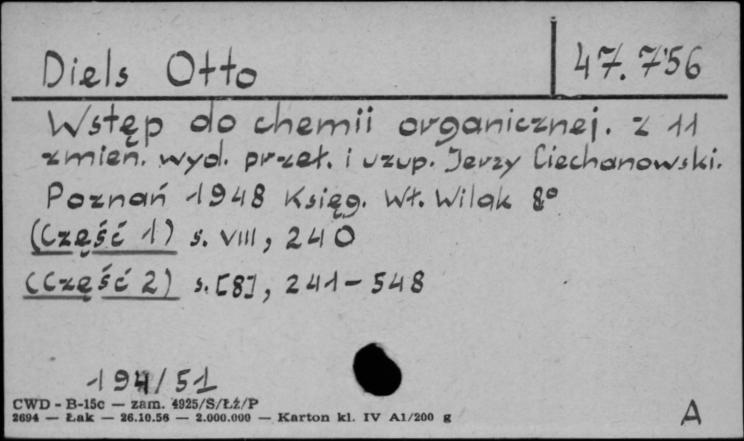 Diels Otto 47.756
Wstęp do chemii organicznej. Z 11
zmien. wyd. przeł. i uzup. Jerzy Ciechanowski.
Poznań 1948 Księg. Wł. Wilak 8°
(Część 1) s. VIII, 240
(Część 2) s. [8], 241-548
194/51
CWD - B-15c — zam. 4925/S/Łź/P
2694 — Łak — 26.10.56 — 2.000.000 — Karton kl. IV A1/200 g
A